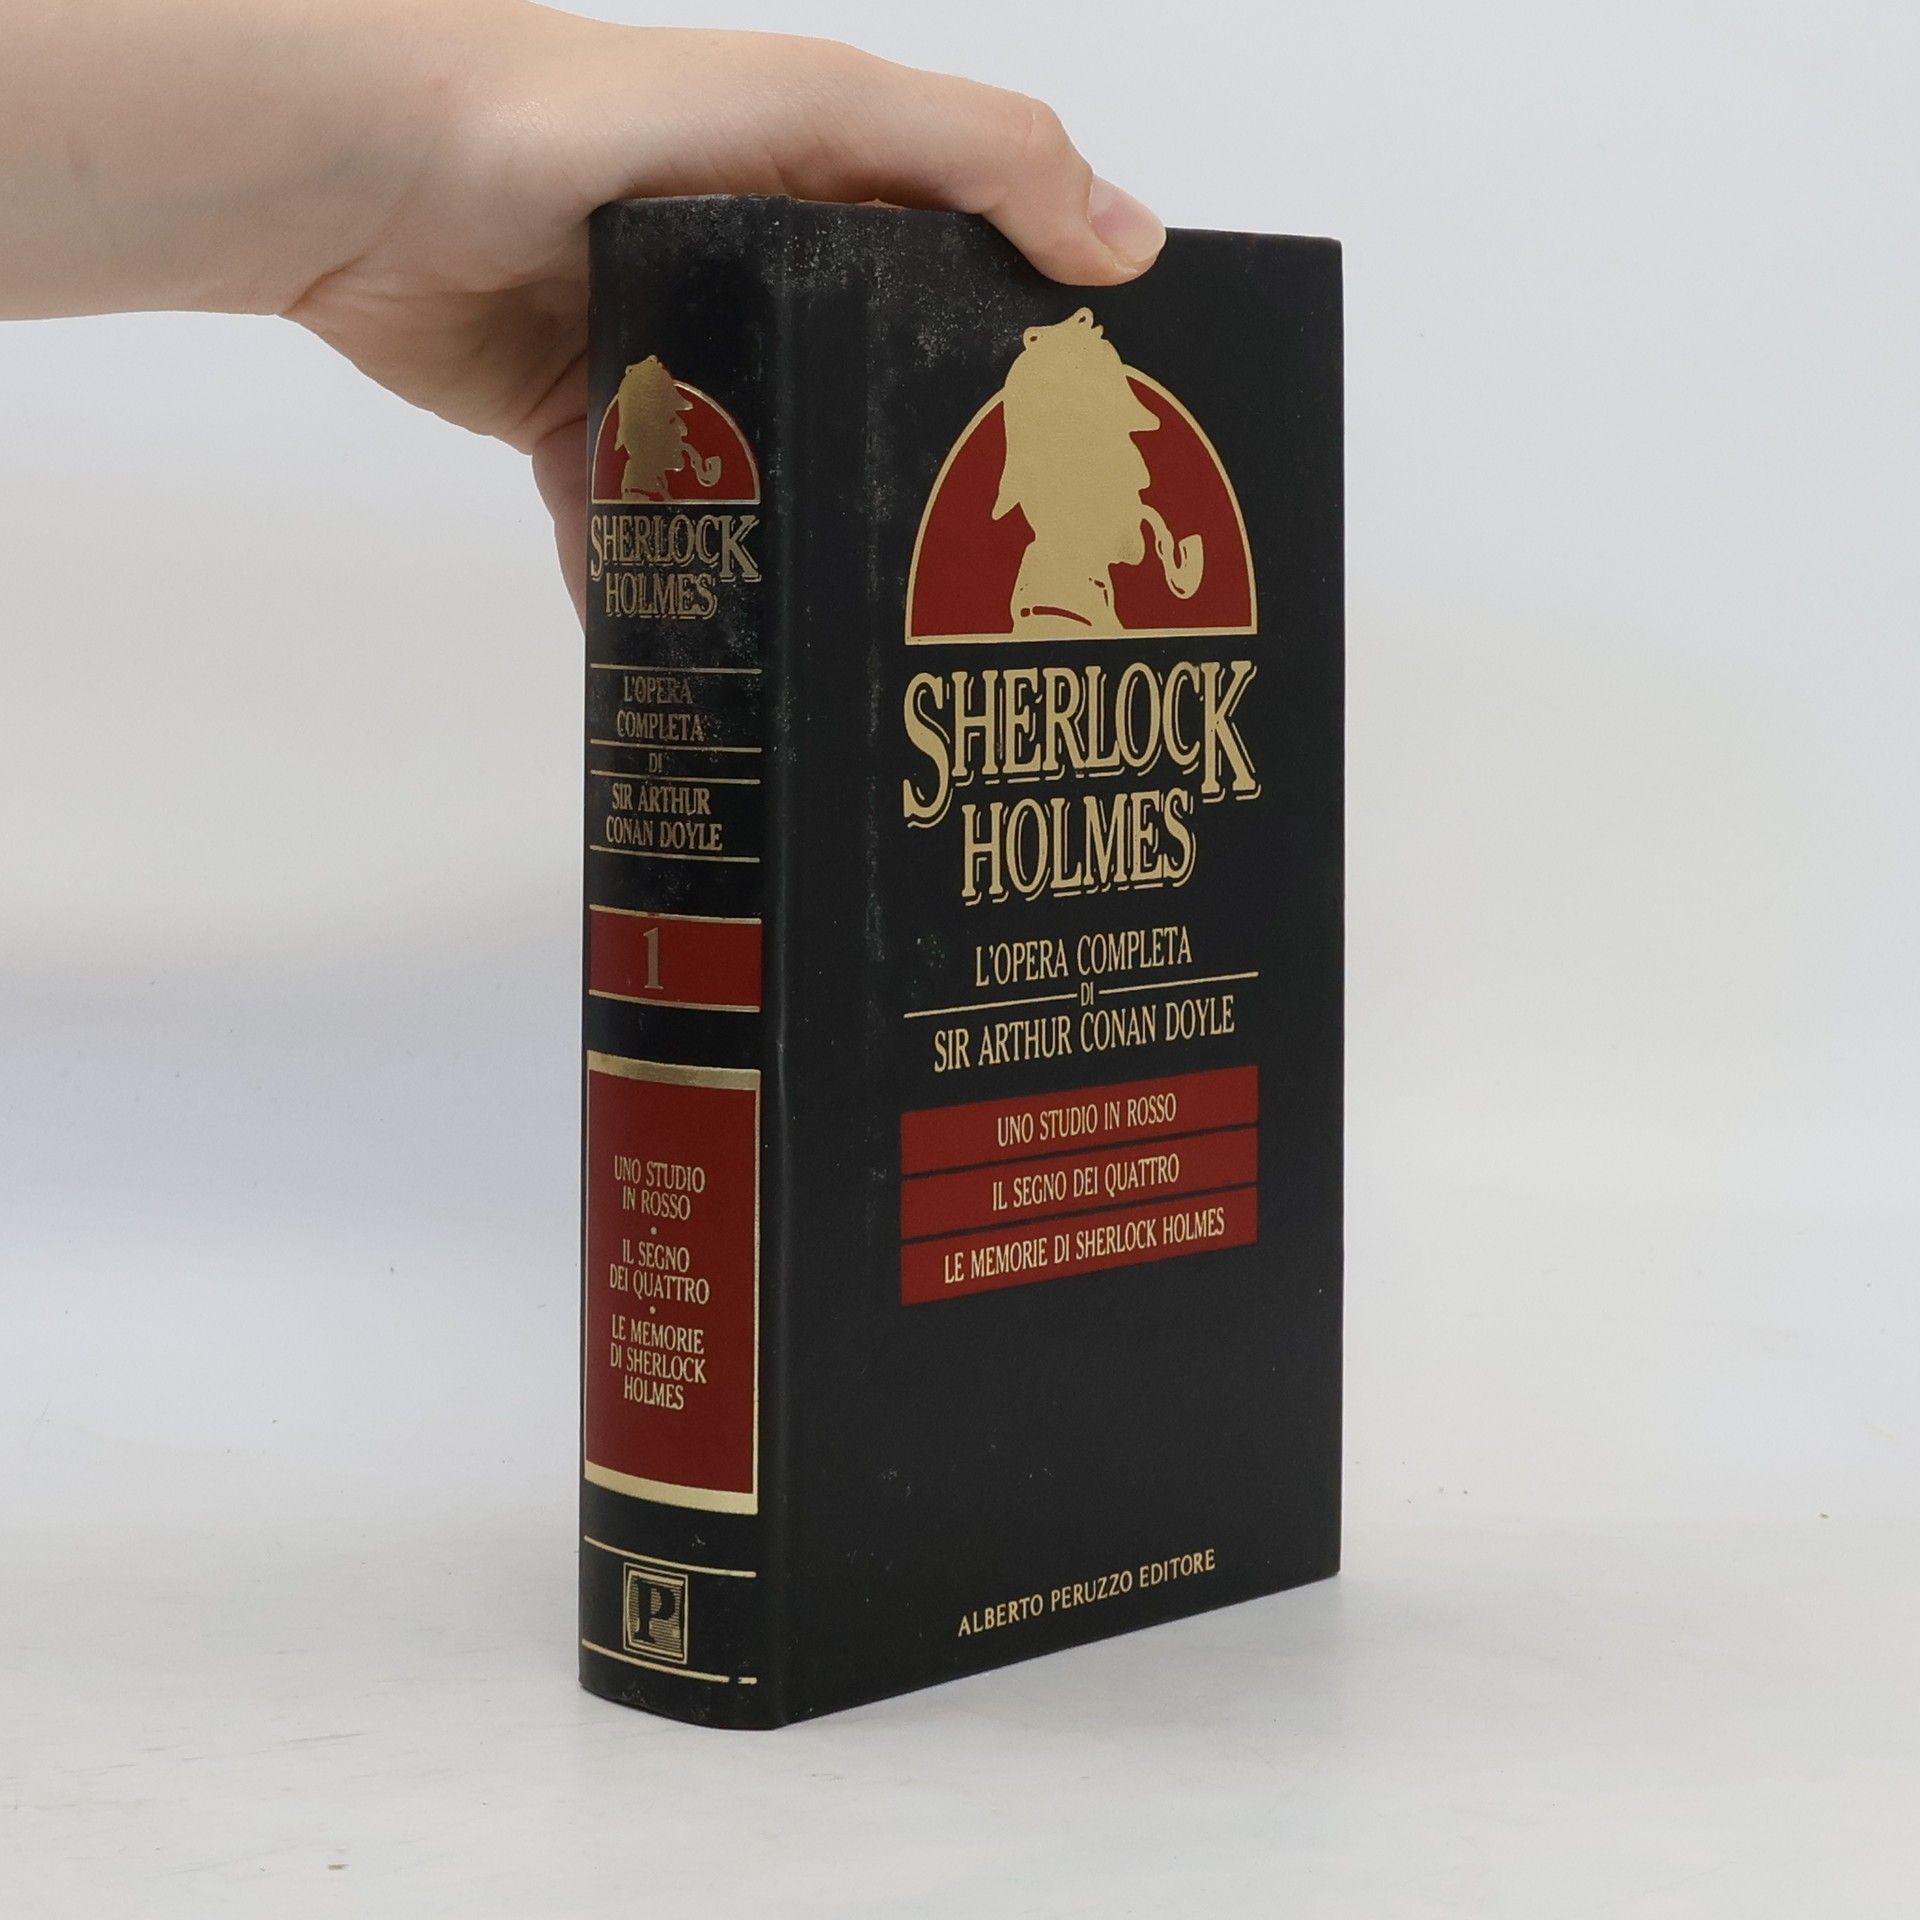 SHERLOCK
HOLMES
L'OPERA
COMPLETA
DI
SIR ARTHUR
CONAN DOYLE
1
UNO STUDIO
IN ROSSO
•
IL SEGNO
DEI QUATTRO
•
LE MEMORIE
DI SHERLOCK
HOLMES
P
SHERLOCK
HOLMES
L'OPERA COMPLETA
DI
SIR ARTHUR CONAN DOYLE
UNO STUDIO IN ROSSO
IL SEGNO DEI QUATTRO
LE MEMORIE DI SHERLOCK HOLMES
ALBERTO PERUZZO EDITORE